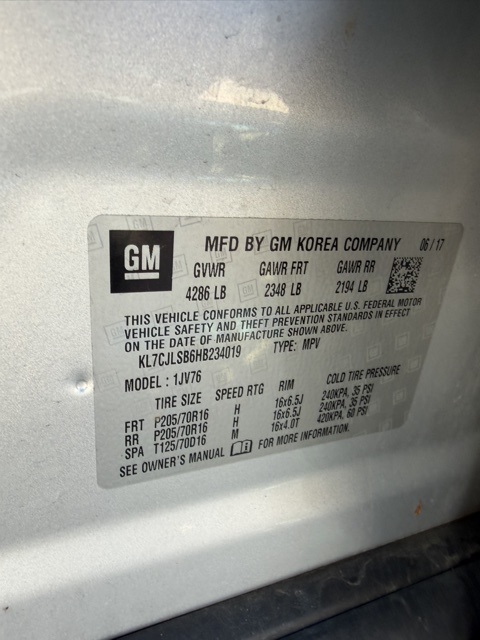 GM
MFD BY GM KOREA COMPANY 06/17
GVWR GAWR FRT GAWR RR
4286 LB 2348 LB 2194 LB
THIS VEHICLE CONFORMS TO ALL APPLICABLE U.S. FEDERAL MOTOR
VEHICLE SAFETY AND THEFT PREVENTION STANDARDS IN EFFECT
ON THE DATE OF MANUFACTURE SHOWN ABOVE.
KL7CJLSB6HB234019 TYPE: MPV
MODEL : 1JV76
TIRE SIZE SPEED RTG RIM COLD TIRE PRESSURE
FRT P205/70R16 H 16x6.5J 240KPA, 35 PSI
RR P205/70R16 H 16x6.5J 240KPA, 35 PSI
SPA T125/70D16 M 16x4.0T 420KPA, 60 PSI
SEE OWNER'S MANUAL FOR MORE INFORMATION.